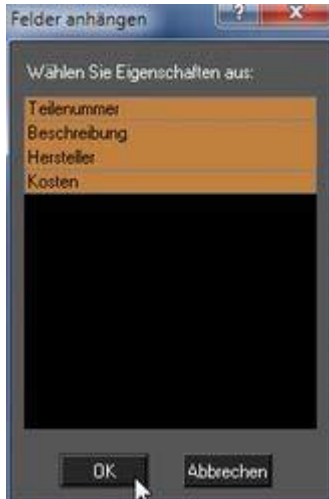 Felder anhängen
Wählen Sie Eigenschaften aus:
Teilenummer
Beschreibung
Hersteller
Kosten
OK
Abbrechen